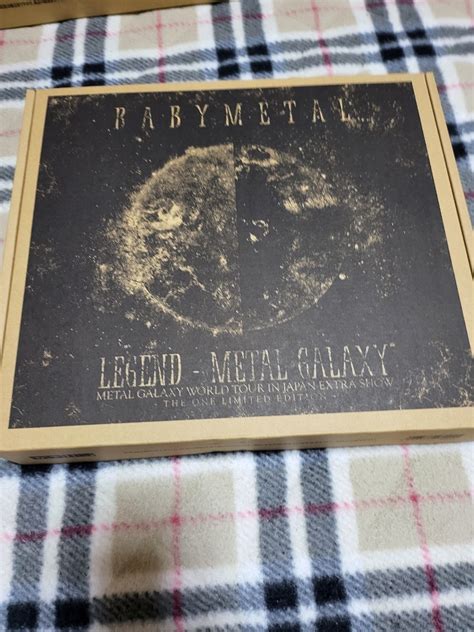 BABYMETAL
LEGEND - METAL GALAXY
METAL GALAXY WORLD TOUR IN JAPAN EXTRA SHOW
- THE ONE LIMITED EDITION -